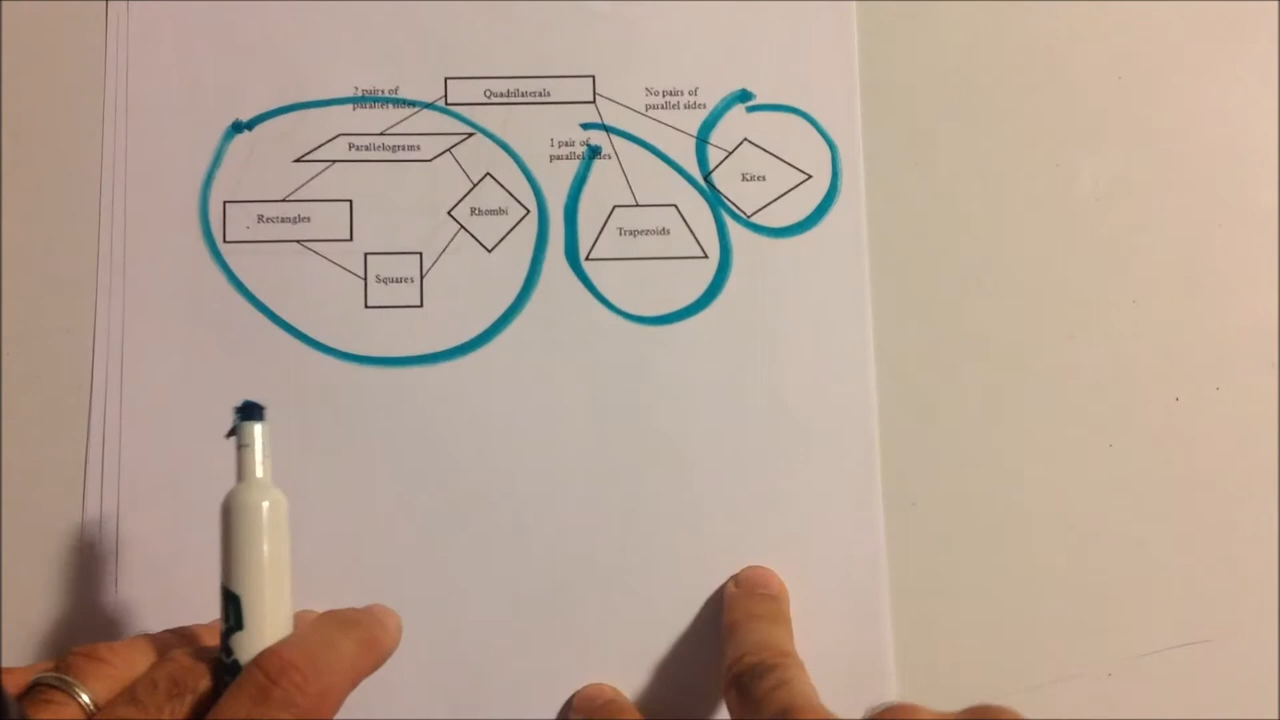 Quadrilaterals
2 pairs of
parallel sides
No pairs of
parallel sides
1 pair of
parallel sides
Parallelograms
Kites
Rectangles
Rhombi
Trapezoids
Squares